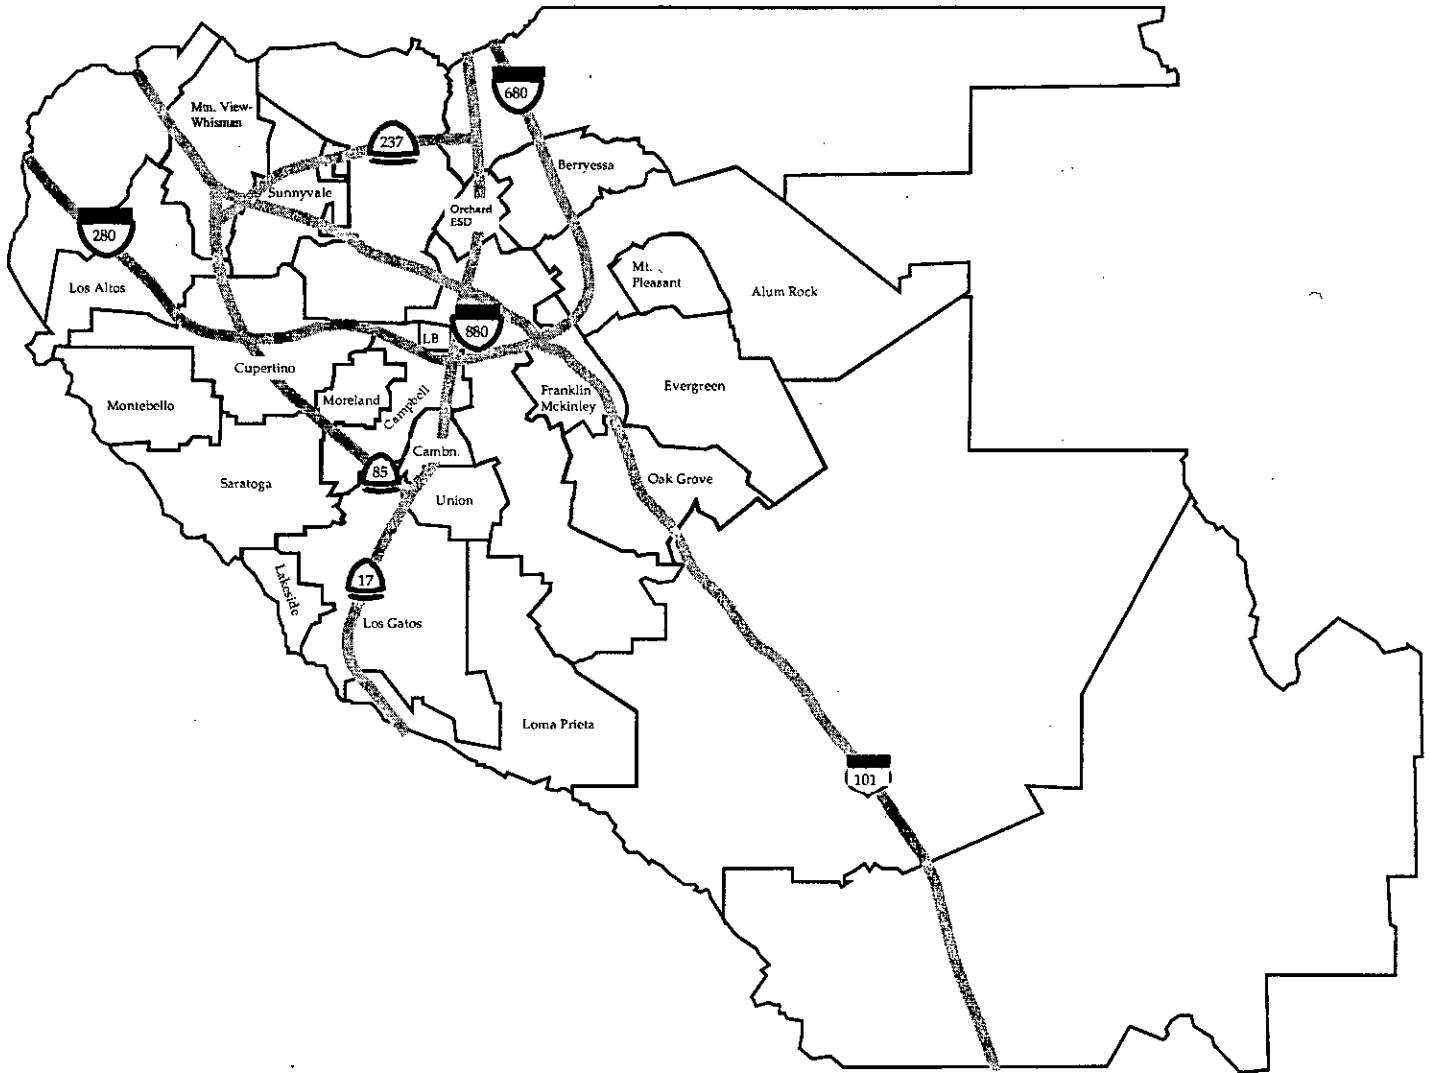 680
Mtn. View-
Whisman
237
Berryessa
Sunnyvale
Orchard
ESD
280
Mt.
Pleasant
Los Altos
Alum Rock
880
LB
Cupertino
Evergreen
Moreland
Campbell
Franklin
Mckinley
Montebello
Cambn.
85
Oak Grove
Saratoga
Union
17
Lakeside
Los Gatos
Loma Prieta
101